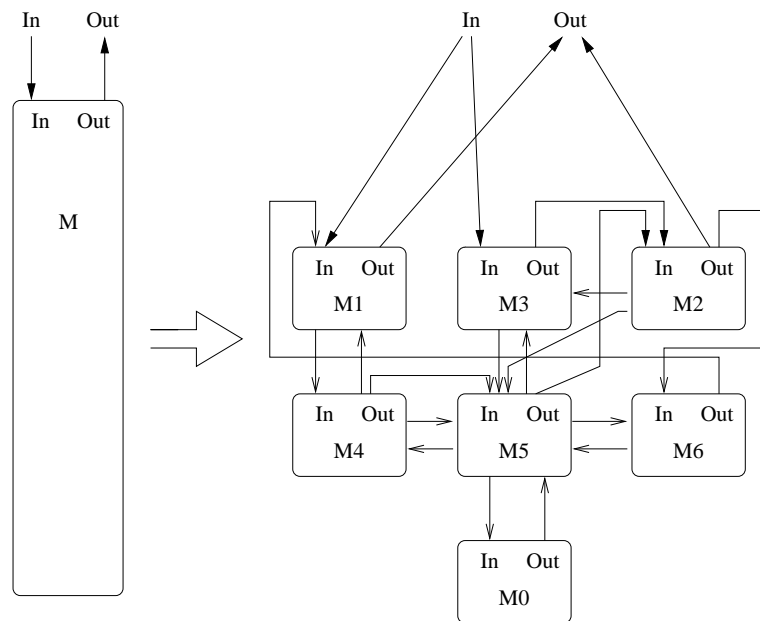 In Out In Out
In Out
M
In Out In Out In Out
M1 M3 M2
In Out In Out In Out
M4 M5 M6
In Out
M0